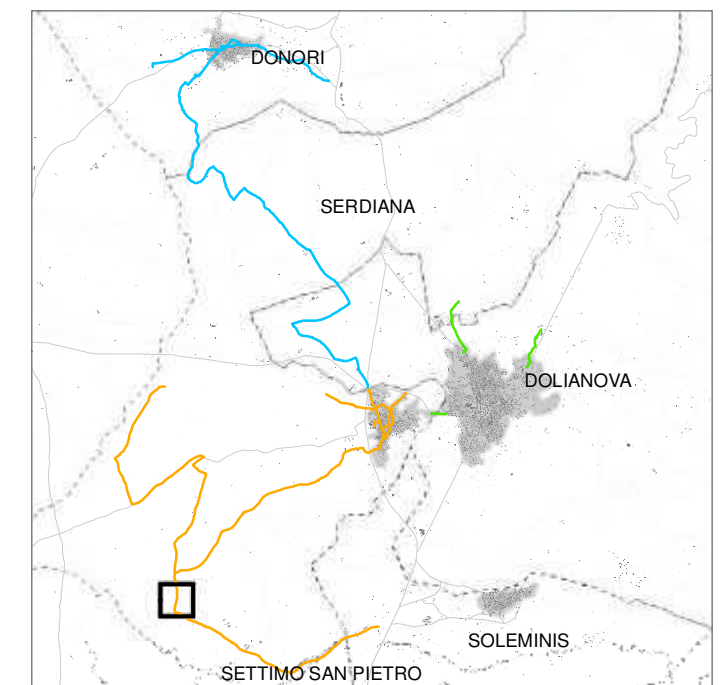 DONORI
SERDIANA
DOLIANOVA
SOLEMINIS
SETTIMO SAN PIETRO